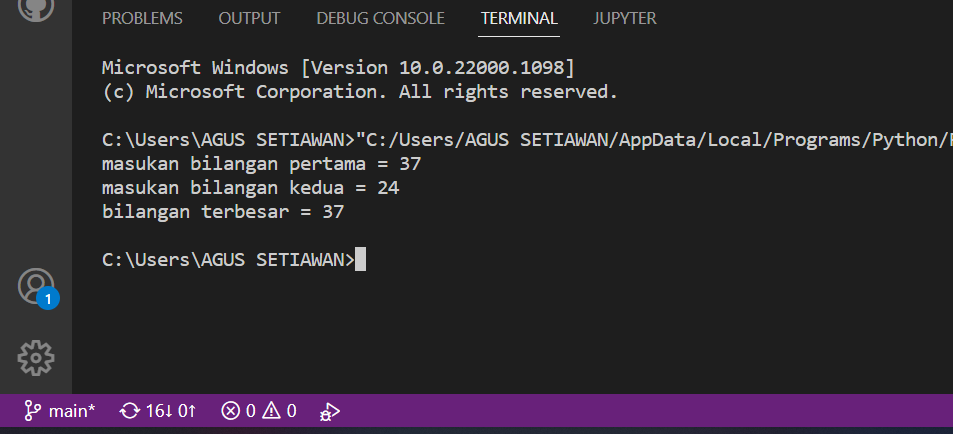 PROBLEMS OUTPUT DEBUG CONSOLE TERMINAL JUPYTER
Microsoft Windows [Version 10.0.22000.1098]
(c) Microsoft Corporation. All rights reserved.
C:\Users\AGUS SETIAWAN>"C:/Users/AGUS SETIAWAN/AppData/Local/Programs/Python/
masukan bilangan pertama = 37
masukan bilangan kedua = 24
bilangan terbesar = 37
C:\Users\AGUS SETIAWAN>
1
main* 16↓ 0↑ 0 0